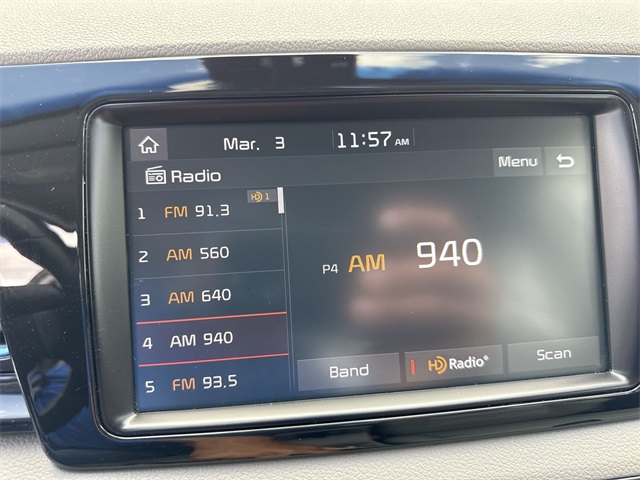 Mar. 3 11:57 AM
Radio Menu
1 FM 91.3 HD 1
2 AM 560
3 AM 640
4 AM 940
5 FM 93.5
P4 AM 940
Band HD Radio® Scan